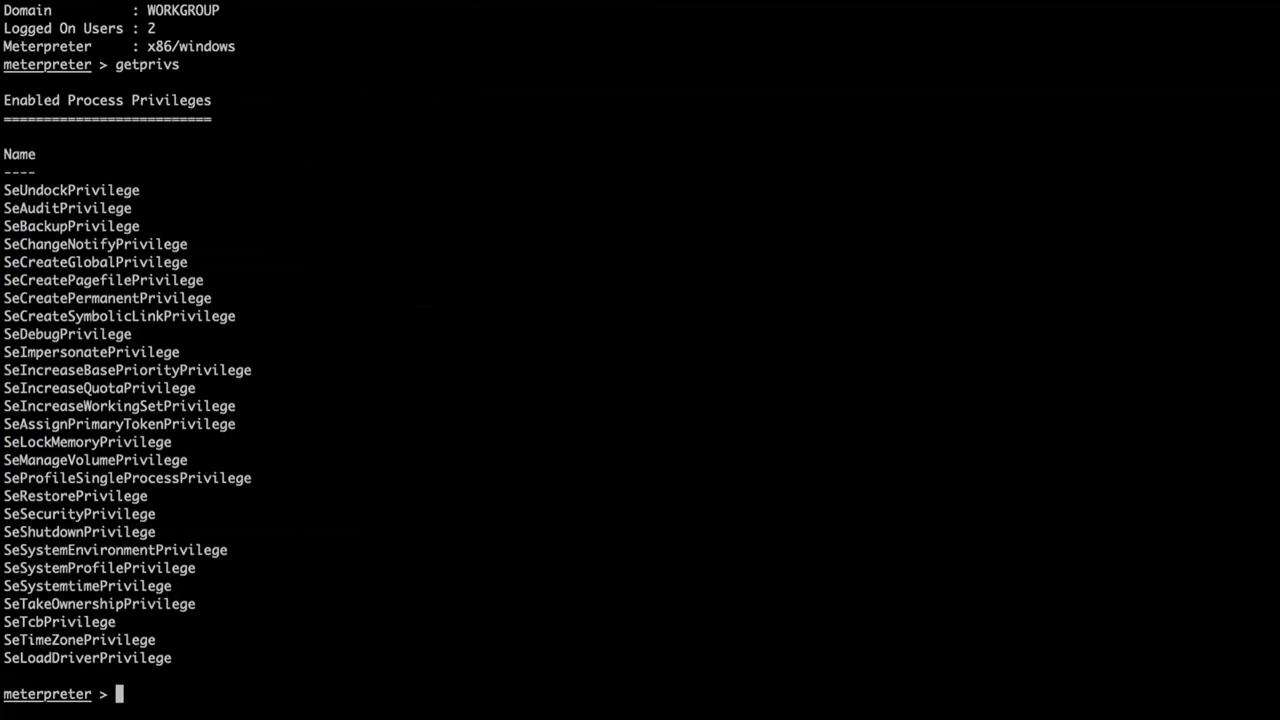 Domain          : WORKGROUP
Logged On Users : 2
Meterpreter     : x86/windows
meterpreter > getprivs
Enabled Process Privileges
==========================
Name
----
SeUndockPrivilege
SeAuditPrivilege
SeBackupPrivilege
SeChangeNotifyPrivilege
SeCreateGlobalPrivilege
SeCreatePagefilePrivilege
SeCreatePermanentPrivilege
SeCreateSymbolicLinkPrivilege
SeDebugPrivilege
SeImpersonatePrivilege
SeIncreaseBasePriorityPrivilege
SeIncreaseQuotaPrivilege
SeIncreaseWorkingSetPrivilege
SeAssignPrimaryTokenPrivilege
SeLockMemoryPrivilege
SeManageVolumePrivilege
SeProfileSingleProcessPrivilege
SeRestorePrivilege
SeSecurityPrivilege
SeShutdownPrivilege
SeSystemEnvironmentPrivilege
SeSystemProfilePrivilege
SeSystemtimePrivilege
SeTakeOwnershipPrivilege
SeTcbPrivilege
SeTimeZonePrivilege
SeLoadDriverPrivilege
meterpreter >